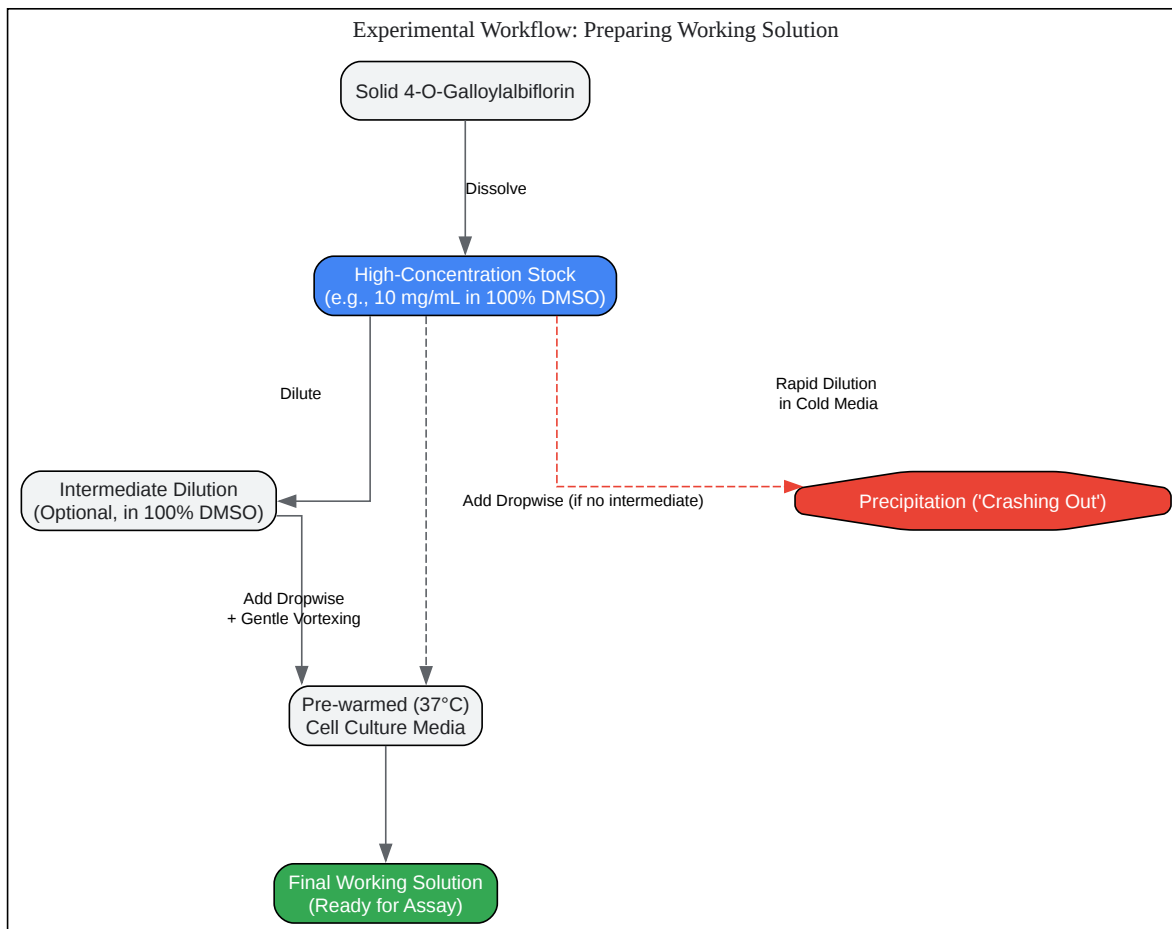 Experimental Workflow: Preparing Working Solution
Solid 4-O-Galloylalbiflorin
Dissolve
High-Concentration Stock
(e.g., 10 mg/mL in 100% DMSO)
Dilute
Rapid Dilution
in Cold Media
Intermediate Dilution
(Optional, in 100% DMSO)
Add Dropwise (if no intermediate)
Precipitation ('Crashing Out')
Add Dropwise
+ Gentle Vortexing
Pre-warmed (37°C)
Cell Culture Media
Final Working Solution
(Ready for Assay)